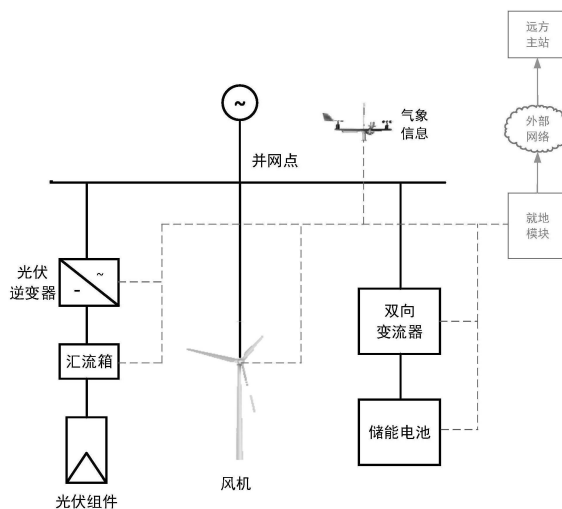 远方
主站
外部
网络
~
气象
信息
并网点
就地
模块
光伏
逆变器
~
-
双向
变流器
汇流箱
储能电池
风机
光伏组件